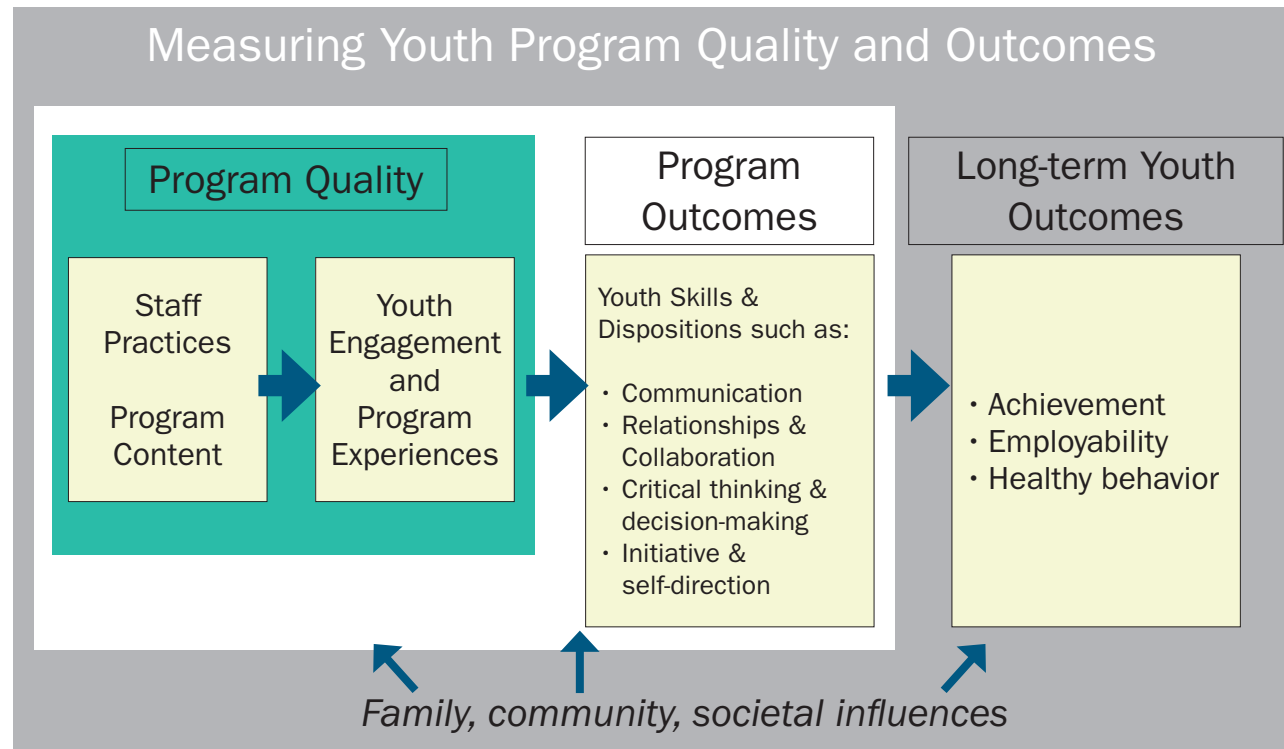 Measuring Youth Program Quality and Outcomes
Program Quality
Staff
Practices
Program
Content
Youth
Engagement
and
Program
Experiences
Program
Outcomes
Youth Skills &
Dispositions such as:
· Communication
· Relationships &
Collaboration
· Critical thinking &
decision-making
· Initiative &
self-direction
Long-term Youth
Outcomes
· Achievement
· Employability
· Healthy behavior
Family, community, societal influences